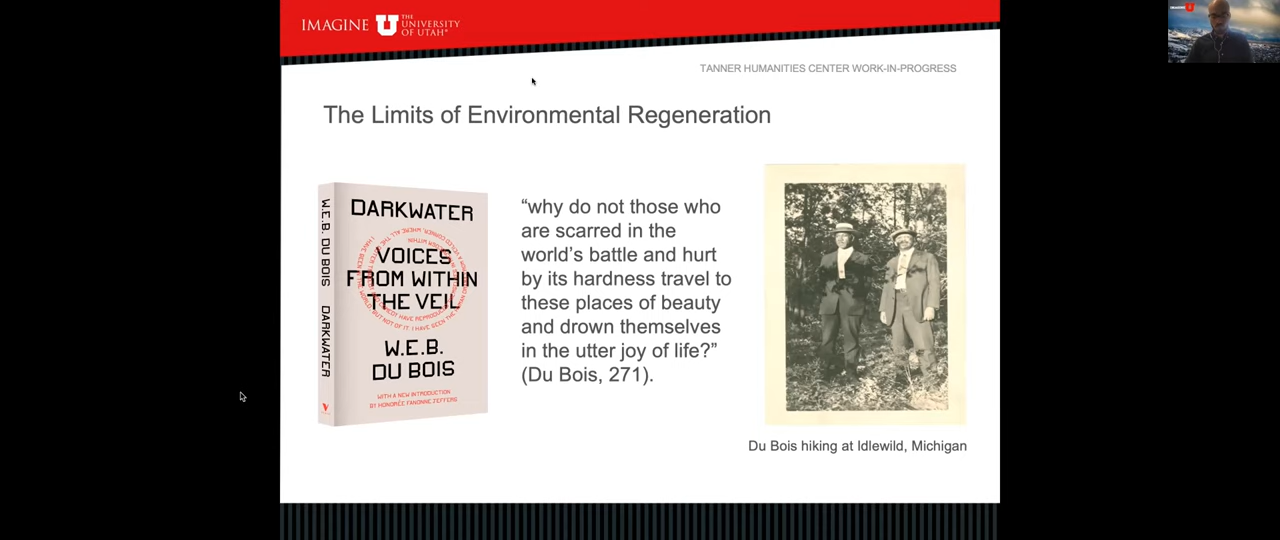 IMAGINE U THE UNIVERSITY OF UTAH®
IMAGINE U
TANNER HUMANITIES CENTER WORK-IN-PROGRESS
The Limits of Environmental Regeneration
W.E.B. DU BOIS DARKWATER
DARKWATER
VOICES
FROM WITHIN
THE VEIL
W.E.B.
DU BOIS
WITH A NEW INTRODUCTION
BY HONORÉE FANONNE JEFFERS
“why do not those who
are scarred in the
world’s battle and hurt
by its hardness travel to
these places of beauty
and drown themselves
in the utter joy of life?”
(Du Bois, 271).
Du Bois hiking at Idlewild, Michigan